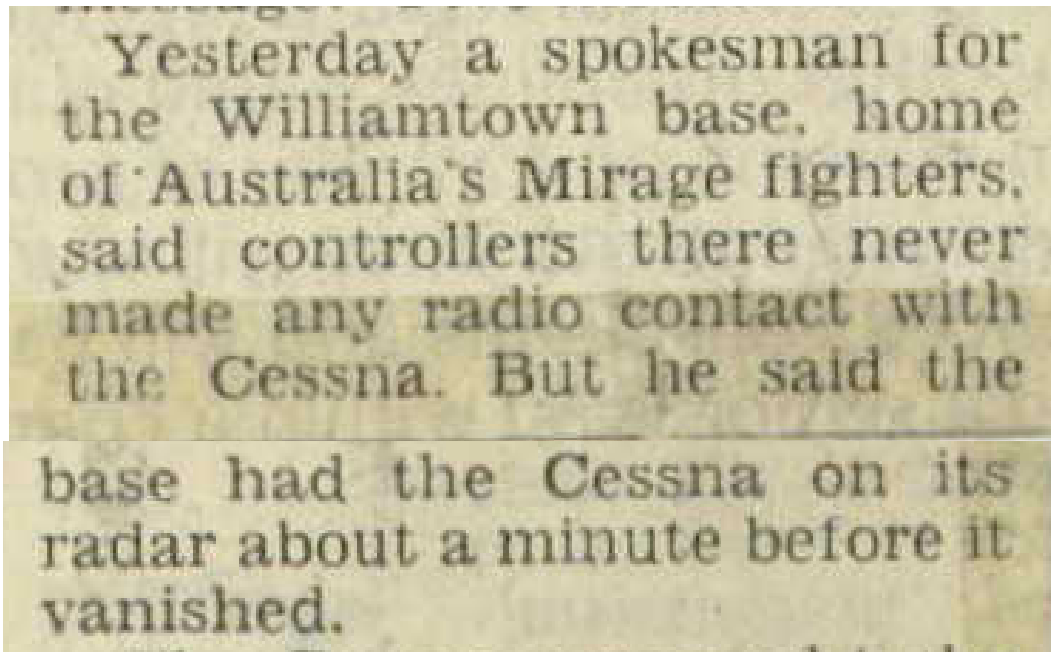 Yesterday a spokesman for
the Williamtown base, home
of Australia's Mirage fighters,
said controllers there never
made any radio contact with
the Cessna. But he said the
base had the Cessna on its
radar about a minute before it
vanished.